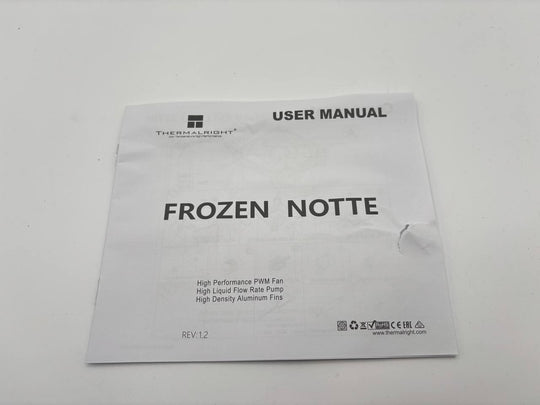 USER MANUAL
THERMALRIGHT®
FROZEN NOTTE
High Performance PWM Fan
High Liquid Flow Rate Pump
High Density Aluminum Fins
REV:1.2
www.thermalright.com